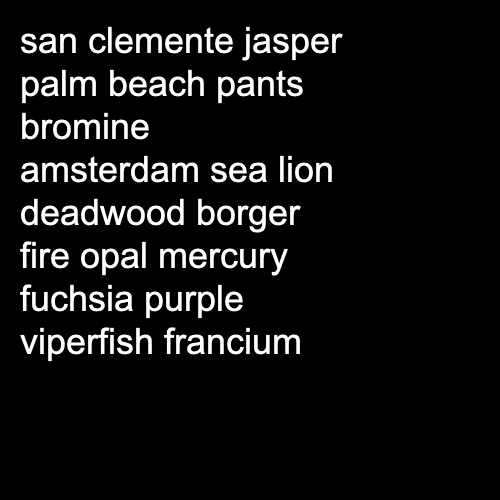 san clemente jasper
palm beach pants
bromine
amsterdam sea lion
deadwood borger
fire opal mercury
fuchsia purple
viperfish francium